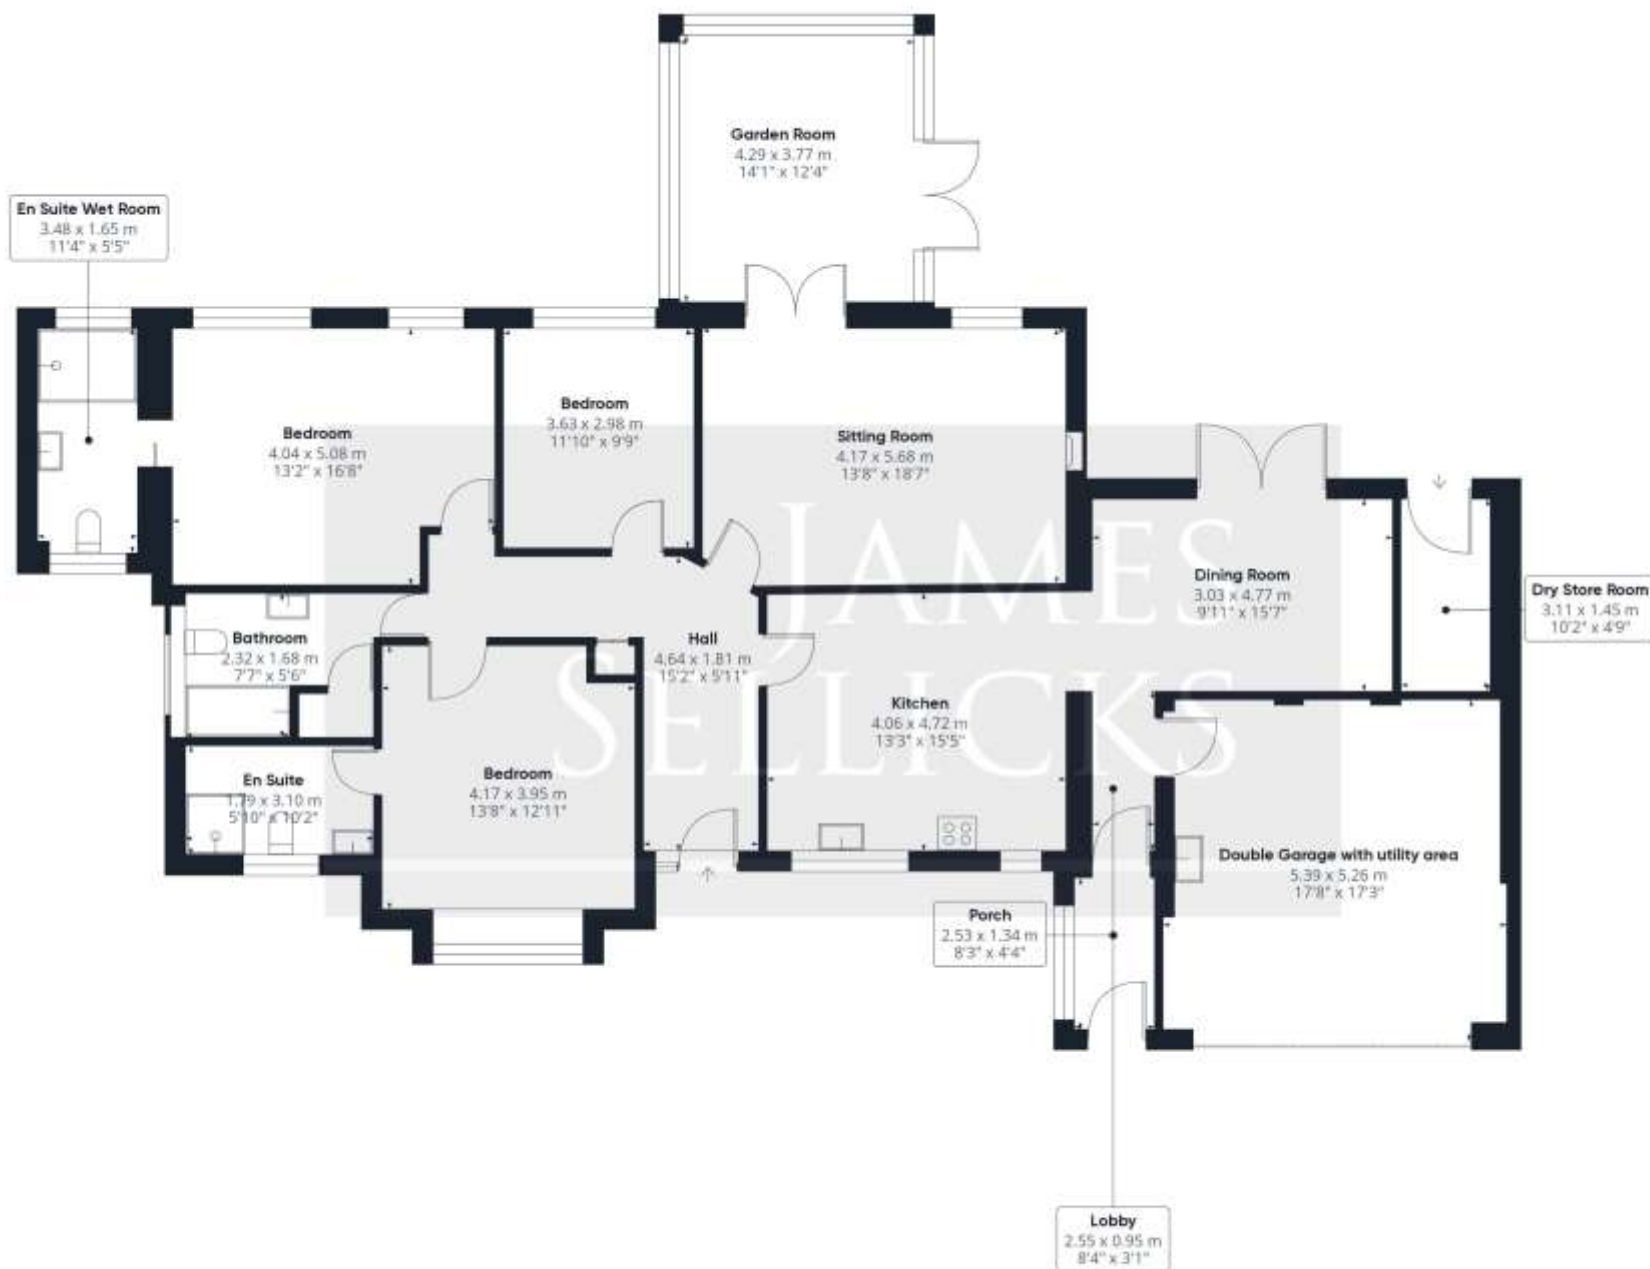 Garden Room
4.29 x 3.77 m
14'1" x 12'4"
En Suite Wet Room
3.48 x 1.65 m
11'4" x 5'5"
Bedroom
4.04 x 5.08 m
13'2" x 16'8"
Bedroom
3.63 x 2.98 m
11'10" x 9'9"
Sitting Room
4.17 x 5.68 m
13'8" x 18'7"
JAMES
SELLICKS
Dining Room
3.03 x 4.77 m
9'11" x 15'7"
Dry Store Room
3.11 x 1.45 m
10'2" x 4'9"
Bathroom
2.32 x 1.68 m
7'7" x 5'6"
Hall
4.64 x 1.81 m
15'2" x 5'11"
Kitchen
4.06 x 4.72 m
13'3" x 15'5"
En Suite
1.79 x 3.10 m
5'10" x 10'2"
Bedroom
4.17 x 3.95 m
13'8" x 12'11"
Double Garage with utility area
5.39 x 5.26 m
17'8" x 17'3"
Porch
2.53 x 1.34 m
8'3" x 4'4"
Lobby
2.55 x 0.95 m
8'4" x 3'1"